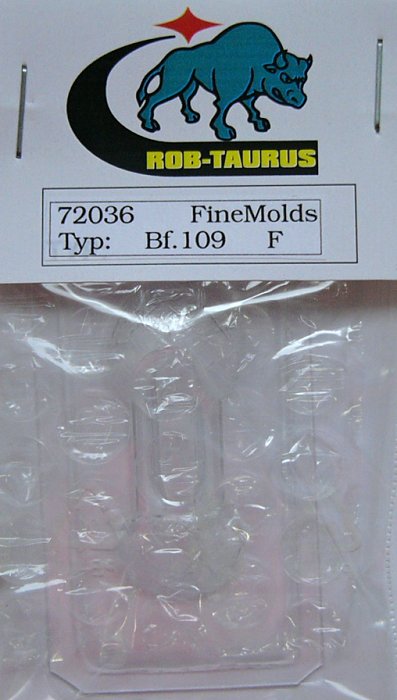 ROB-TAURUS
72036 FineMolds
Typ: Bf.109 F